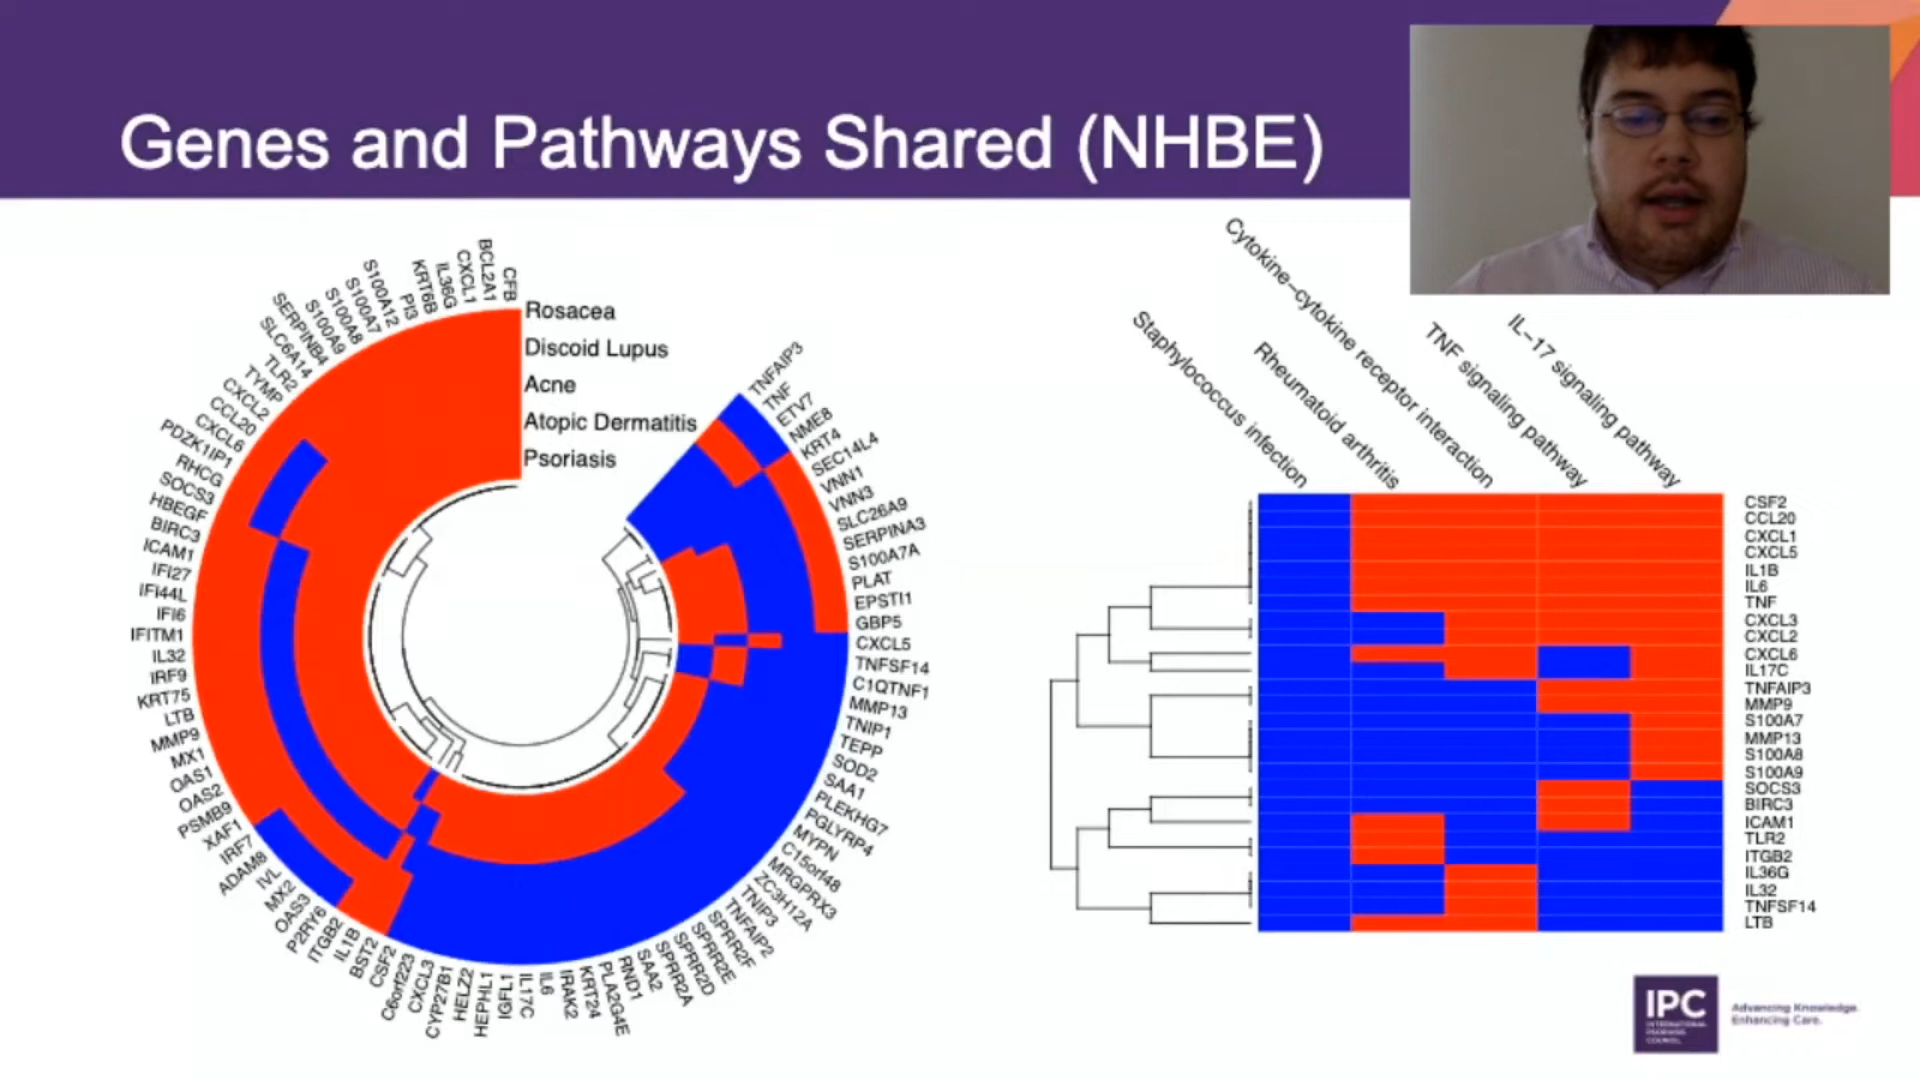 Genes and Pathways Shared (NHBE)
Rosacea
Discoid Lupus
Acne
Atopic Dermatitis
Psoriasis
CFB
BCL2A1
CXCL1
IL36G
KRT6B
PI3
S100A12
S100A7
S100A8
S100A9
SERPINB4
SLC6A14
TLR2
TYMP
CXCL2
CCL20
CXCL6
PDZK1IP1
RHCG
SOCS3
HBEGF
BIRC3
ICAM1
IFI27
IFI44L
IFI6
IFITM1
IL32
IRF9
KRT75
LTB
MMP9
MX1
OAS1
OAS2
PSMB9
XAF1
IRF7
ADAM8
IVL
MX2
OAS3
P2RY6
ITGB2
IL1B
BST2
CSF2
C6orf223
CXCL3
CYP27B1
HELZ2
HEPHL1
IGFL1
IL17C
IL6
IRAK2
KRT24
PLA2G4E
RND1
SAA2
SPRR2A
SPRR2D
SPRR2E
SPRR2F
TNFAIP2
TNIP3
ZC3H12A
MRGPRX3
C15orf48
MYPN
PGLYRP4
PLEKHG7
SAA1
SOD2
TEPP
TNIP1
MMP13
C1QTNF1
TNFSF14
CXCL5
GBP5
EPSTI1
PLAT
S100A7A
SERPINA3
SLC26A9
VNN3
VNN1
SEC14L4
KRT4
NME8
ETV7
TNF
TNFAIP3
Staphylococcus infection
Rheumatoid arthritis
Cytokine-cytokine receptor interaction
TNF signaling pathway
IL-17 signaling pathway
CSF2
CCL20
CXCL1
CXCL5
IL1B
IL6
TNF
CXCL3
CXCL2
CXCL6
IL17C
TNFAIP3
MMP9
S100A7
MMP13
S100A8
S100A9
SOCS3
BIRC3
ICAM1
TLR2
ITGB2
IL36G
IL32
TNFSF14
LTB
IPC
INTERNATIONAL
PSORIASIS
COUNCIL
Advancing Knowledge.
Enhancing Care.